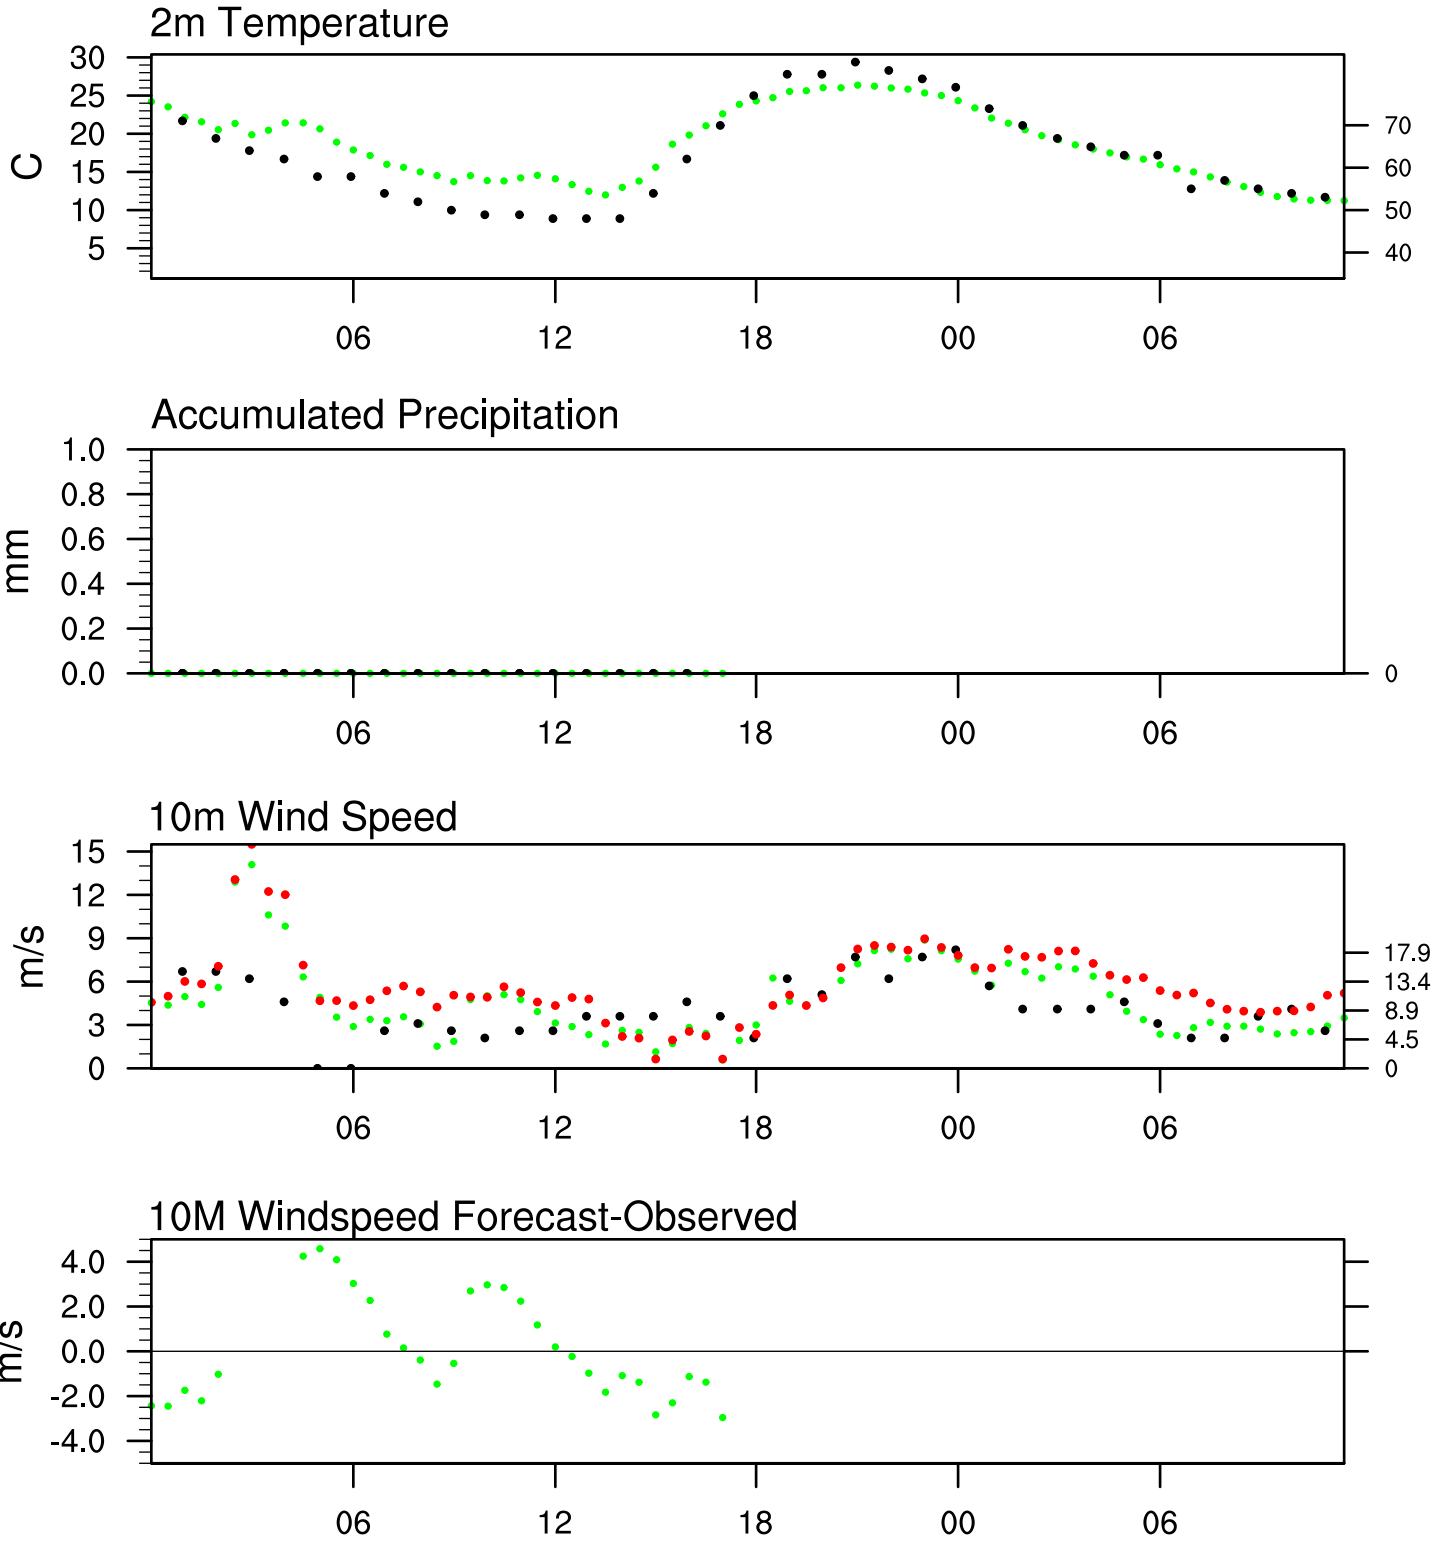 2m Temperature
30
25
20
15
10
5
C
70
60
50
40
06 12 18 00 06
Accumulated Precipitation
1.0
0.8
0.6
0.4
0.2
0.0
mm
0
06 12 18 00 06
10m Wind Speed
15
12
9
6
3
0
m/s
17.9
13.4
8.9
4.5
0
06 12 18 00 06
10M Windspeed Forecast-Observed
4.0
2.0
0.0
-2.0
-4.0
m/s
06 12 18 00 06